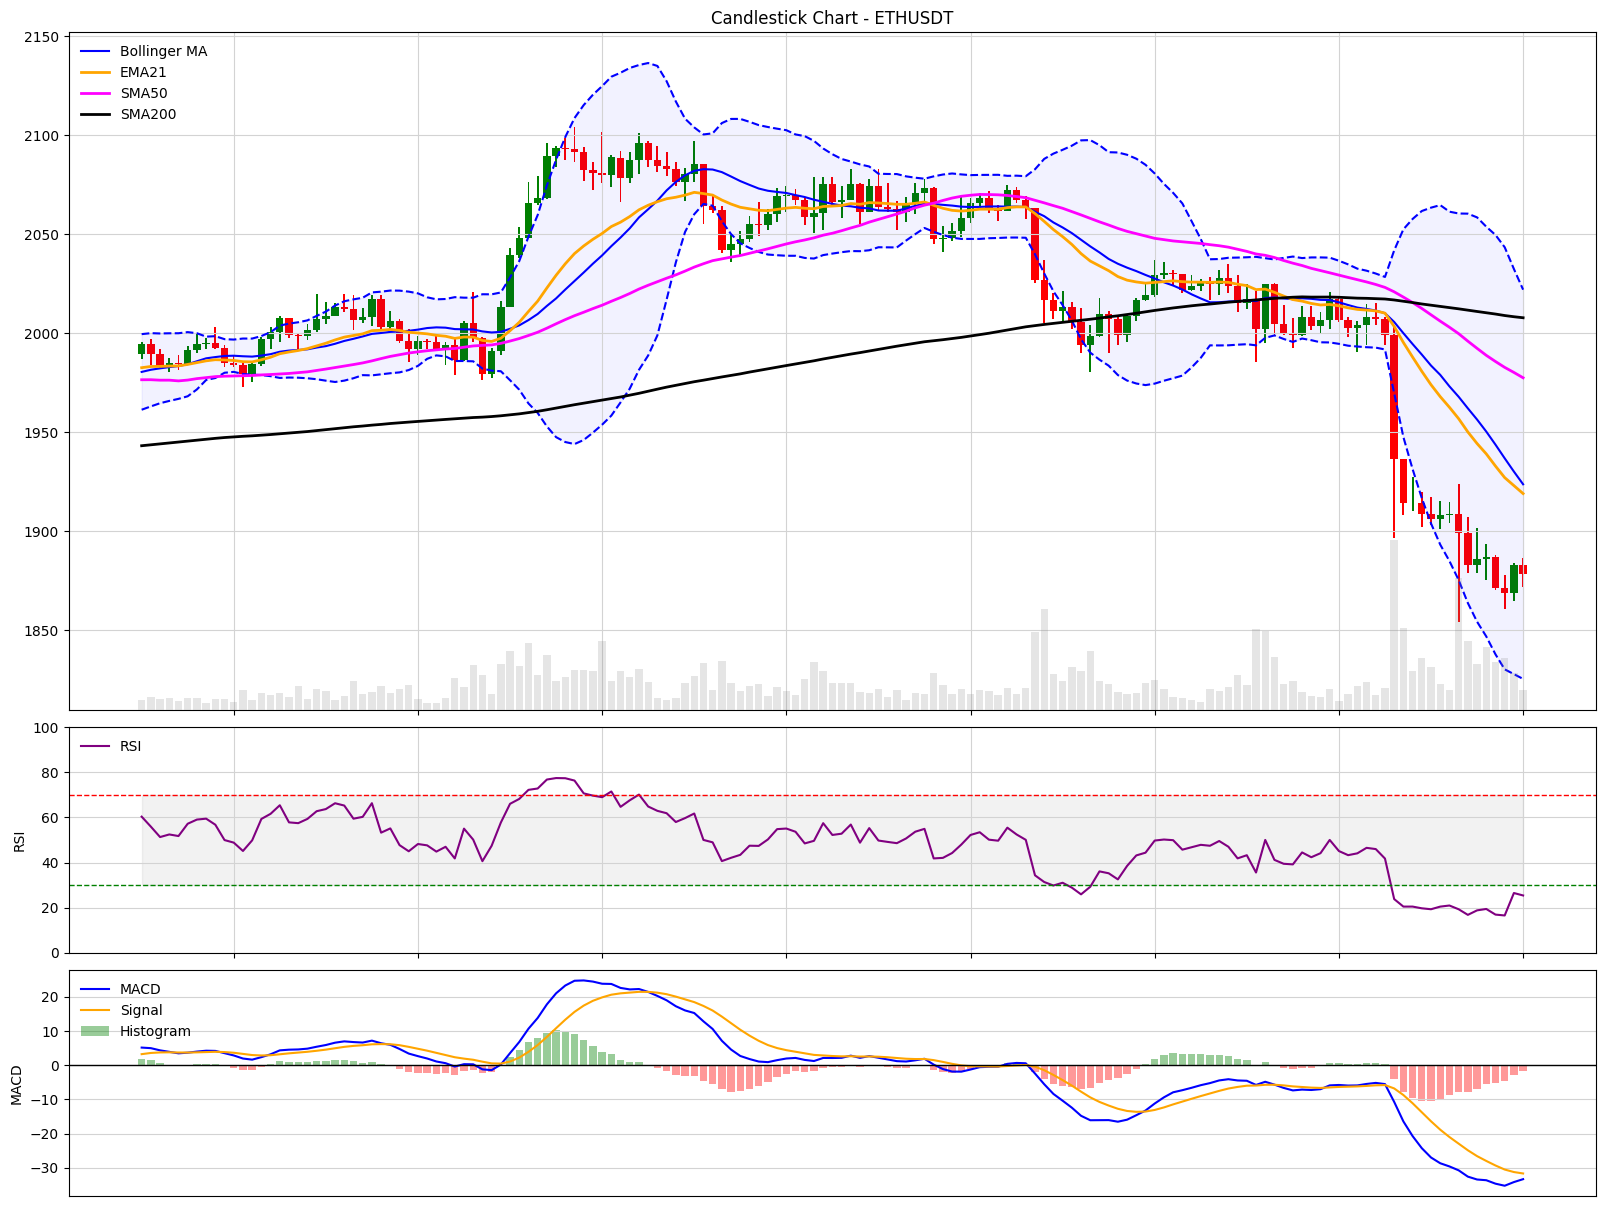 Candlestick Chart - ETHUSDT
2150
2100
2050
2000
1950
1900
1850
Bollinger MA
EMA21
SMA50
SMA200
100
80
60
40
20
0
RSI
RSI
20
10
0
−10
−20
−30
MACD
MACD
Signal
Histogram